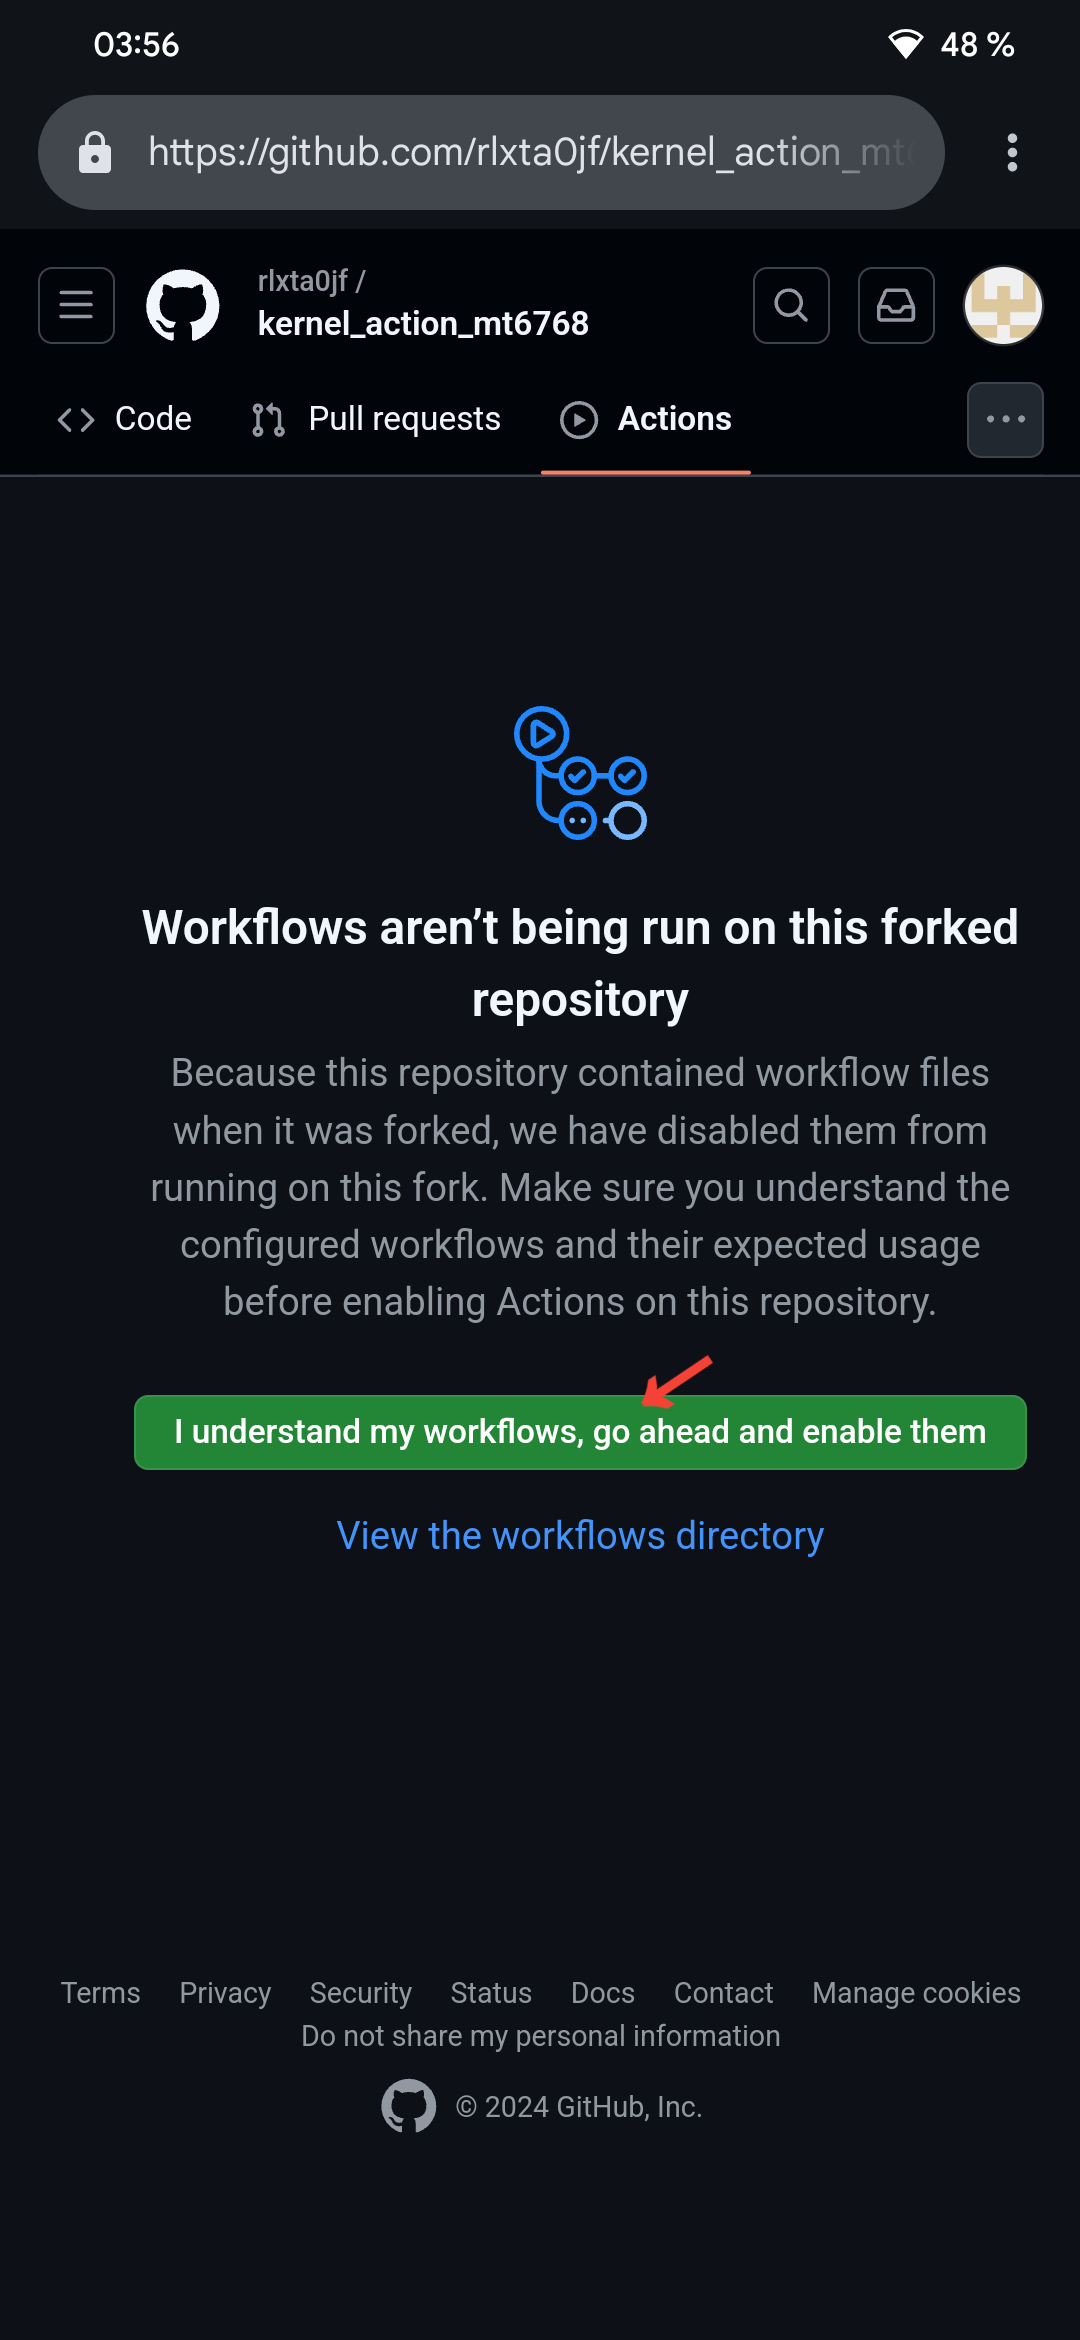 03:56
48 %
https://github.com/rlxta0jf/kernel_action_mt
rlxta0jf /
kernel_action_mt6768
Code
Pull requests
Actions
Workflows aren’t being run on this forked
repository
Because this repository contained workflow files
when it was forked, we have disabled them from
running on this fork. Make sure you understand the
configured workflows and their expected usage
before enabling Actions on this repository.
I understand my workflows, go ahead and enable them
View the workflows directory
Terms Privacy Security Status Docs Contact Manage cookies
Do not share my personal information
© 2024 GitHub, Inc.